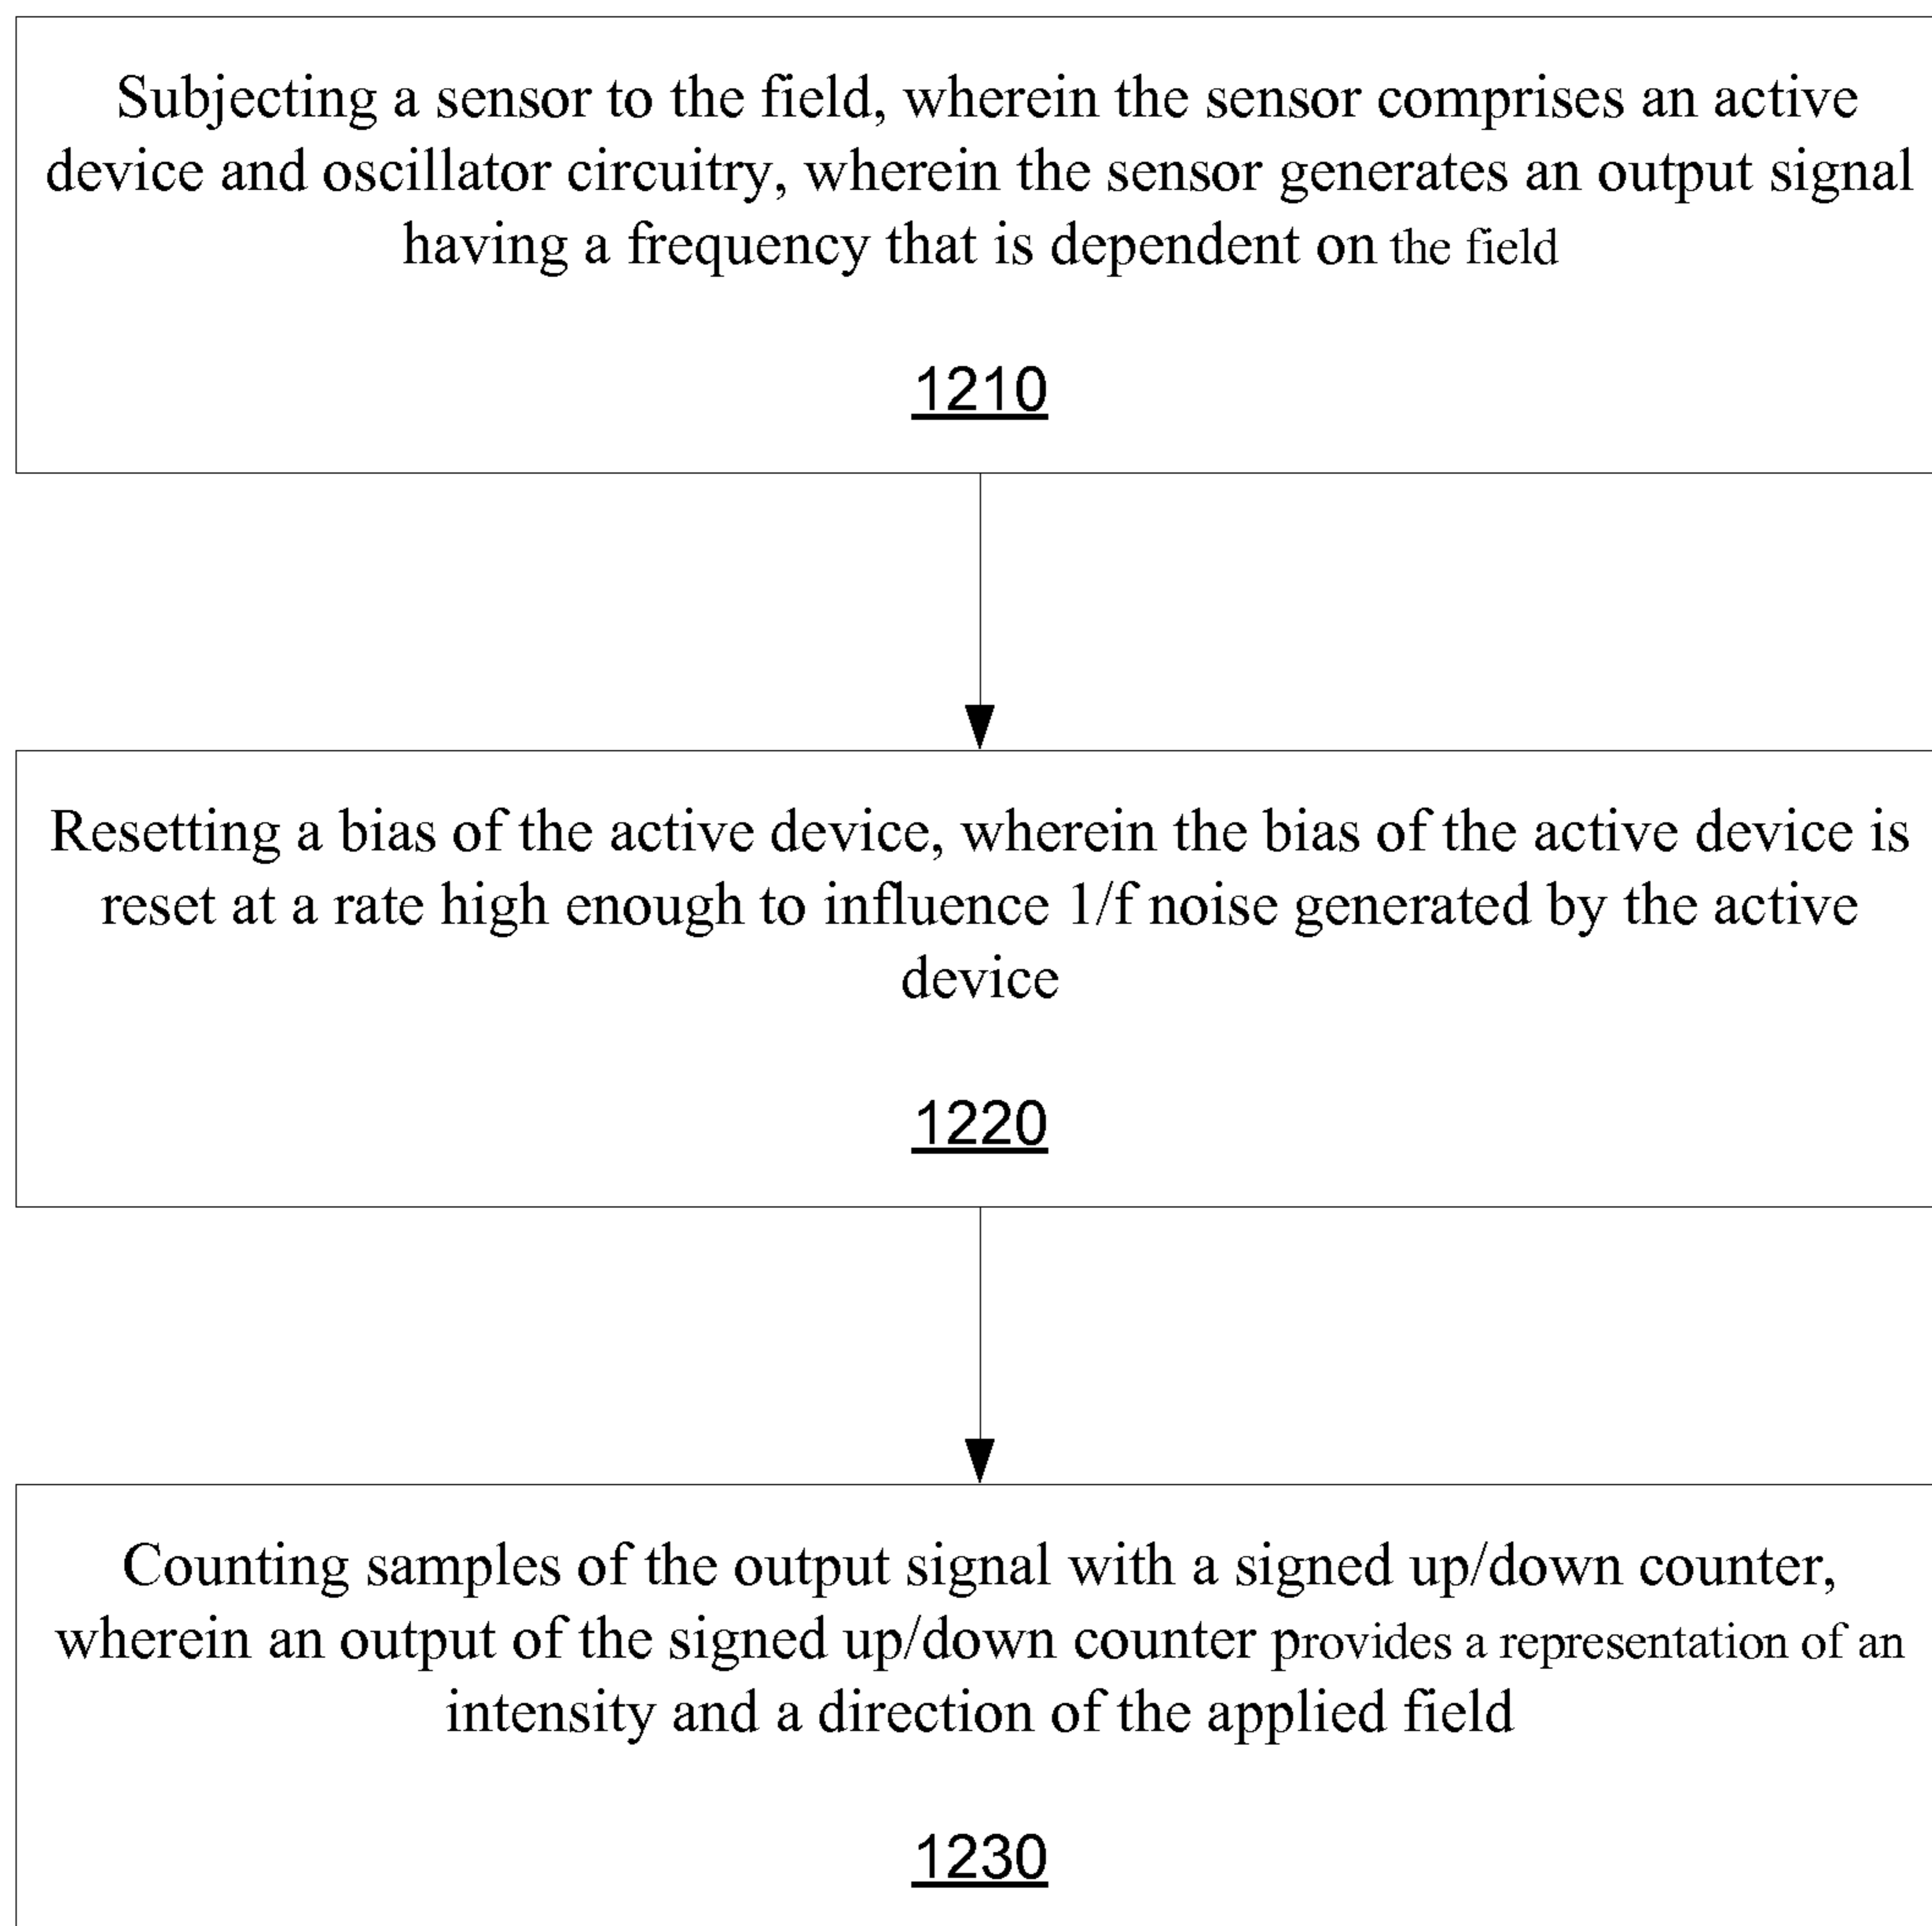 Subjecting a sensor to the field, wherein the sensor comprises an active
device and oscillator circuitry, wherein the sensor generates an output signal
having a frequency that is dependent on the field
1210
Resetting a bias of the active device, wherein the bias of the active device is
reset at a rate high enough to influence 1/f noise generated by the active
device
1220
Counting samples of the output signal with a signed up/down counter,
wherein an output of the signed up/down counter provides a representation of an
intensity and a direction of the applied field
1230